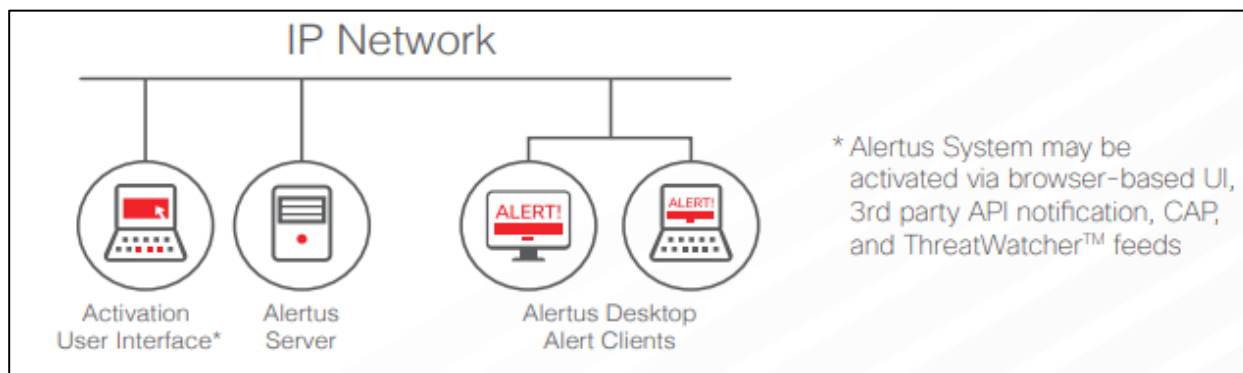 IP Network
ALERT!
ALERT!
Activation
User Interface*
Alertus
Server
Alertus Desktop
Alert Clients
* Alertus System may be
activated via browser-based UI,
3rd party API notification, CAP,
and ThreatWatcher™ feeds